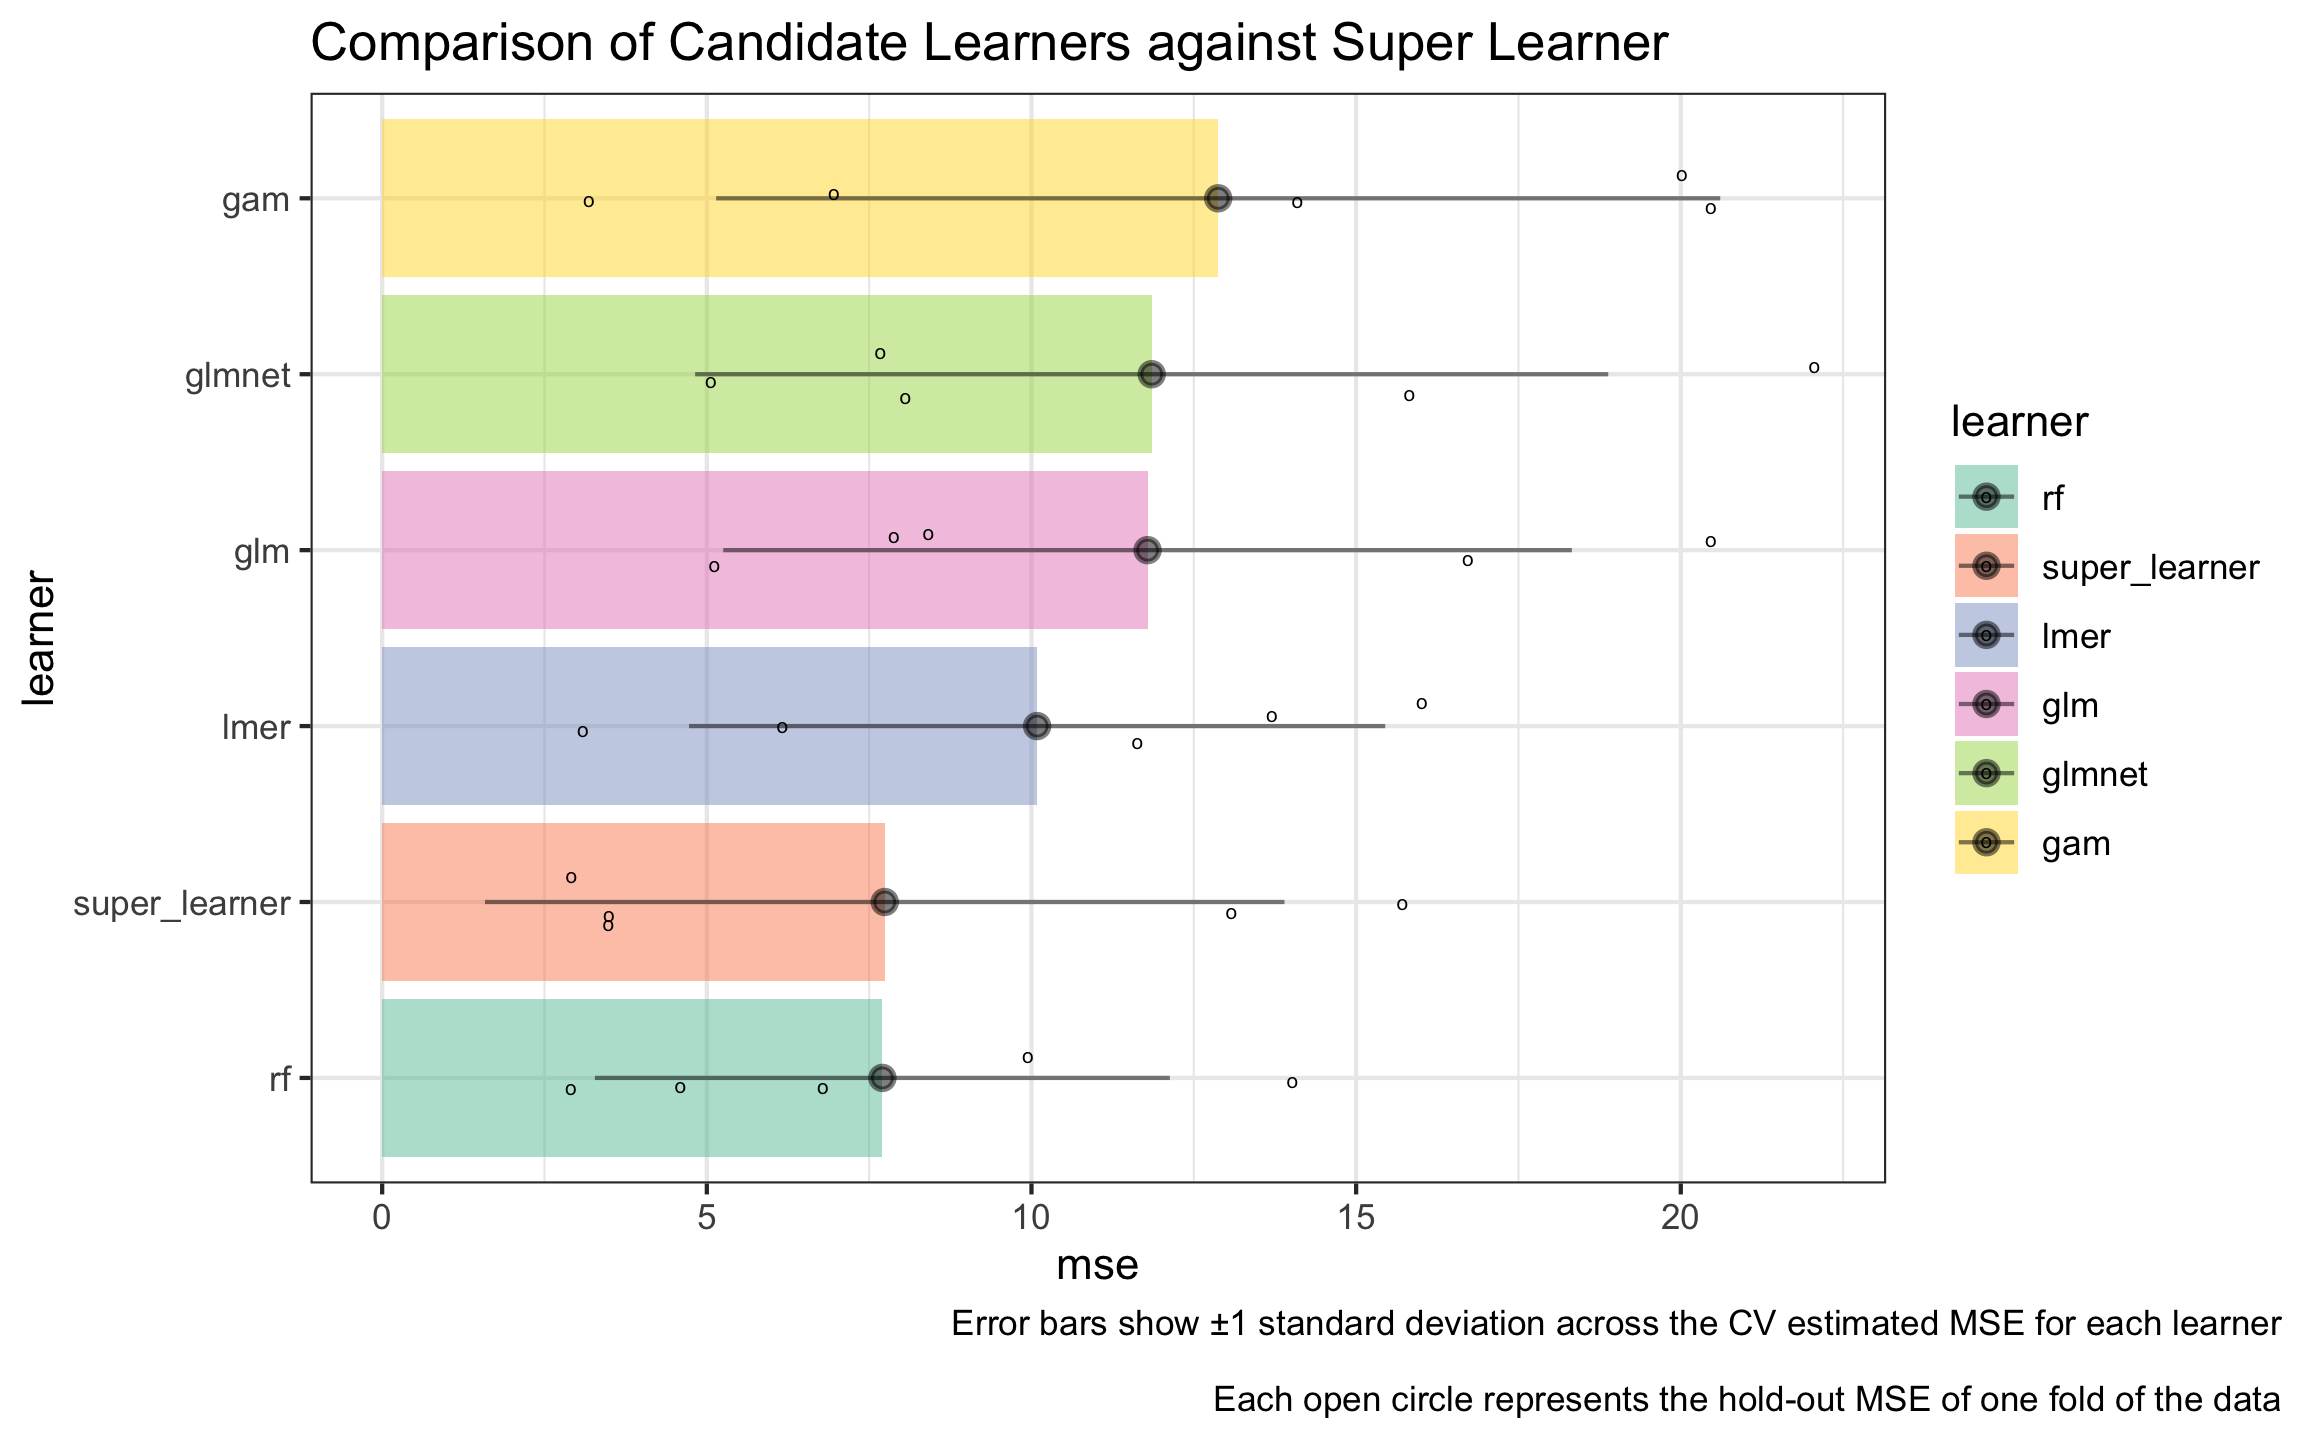 Comparison of Candidate Learners against Super Learner
learner
gam
glmnet
glm
lmer
super_learner
rf
0 5 10 15 20
mse
learner
rf
super_learner
lmer
glm
glmnet
gam
Error bars show ±1 standard deviation across the CV estimated MSE for each learner
Each open circle represents the hold-out MSE of one fold of the data